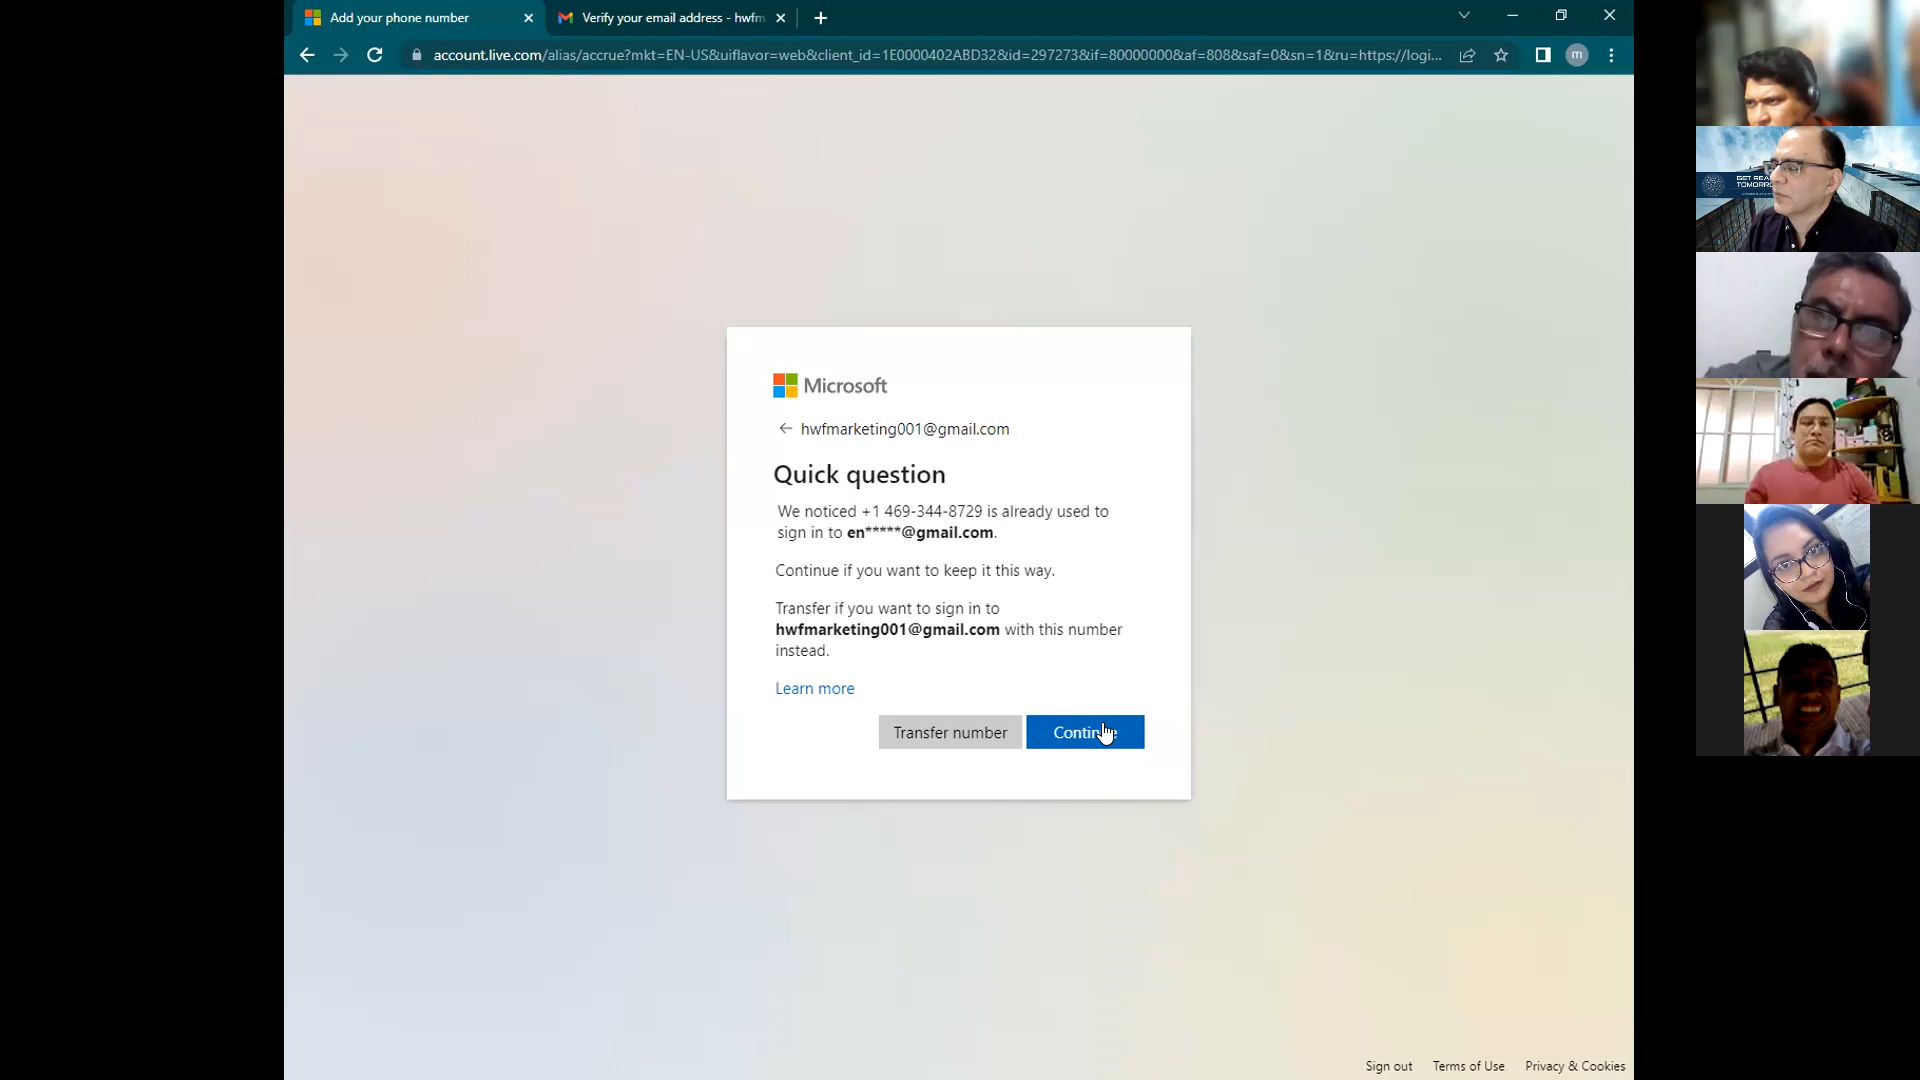 Add your phone number
Verify your email address - hwfm
account.live.com/alias/accrue?mkt=EN-US&uiflavor=web&client_id=1E0000402ABD32&id=297273&if=80000000&af=808&saf=0&sn=1&ru=https://logi...
m
Microsoft
hwfmarketing001@gmail.com
Quick question
We noticed +1 469-344-8729 is already used to
sign in to en*****@gmail.com.
Continue if you want to keep it this way.
Transfer if you want to sign in to
hwfmarketing001@gmail.com with this number
instead.
Learn more
Transfer number
Continue
Sign out
Terms of Use
Privacy & Cookies
GET REA
TOMORRO